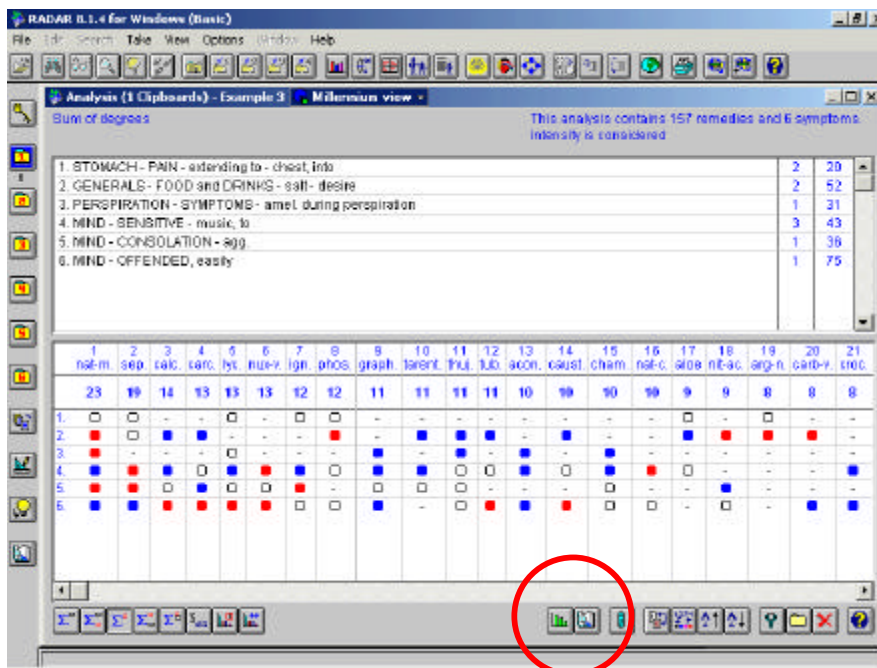 RADAR 8.1.4 for Windows (Basic)
File Edit Search Take View Options Window Help
Analysis (1 Clipboards) - Example 3 Millennium view
Sum of degrees
This analysis contains 157 remedies and 6 symptoms.
intensity is considered
1. STOMACH - PAIN - extending to - chest, into 2 20
2. GENERALS - FOOD and DRINKS - salt - desire 2 52
3. PERSPIRATION - SYMPTOMS - amel. during perspiration 1 31
4. MIND - SENSITIVE - music, to 3 43
5. MIND - CONSOLATION - agg. 1 36
6. MIND - OFFENDED, easily 1 75
1 2 3 4 5 6 7 8 9 10 11 12 13 14 15 16 17 18 19 20 21
nat-m. sep. calc. carc. lyc. nux-v. ign. phos. graph. tarent. thuj. tub. acon. caust. cham. nat-c. aloe nit-ac. arg-n. carb-v. croc.
23 19 14 13 13 13 12 12 11 11 11 11 10 10 10 10 9 9 8 8 8
1.
2.
3.
4.
5.
6.